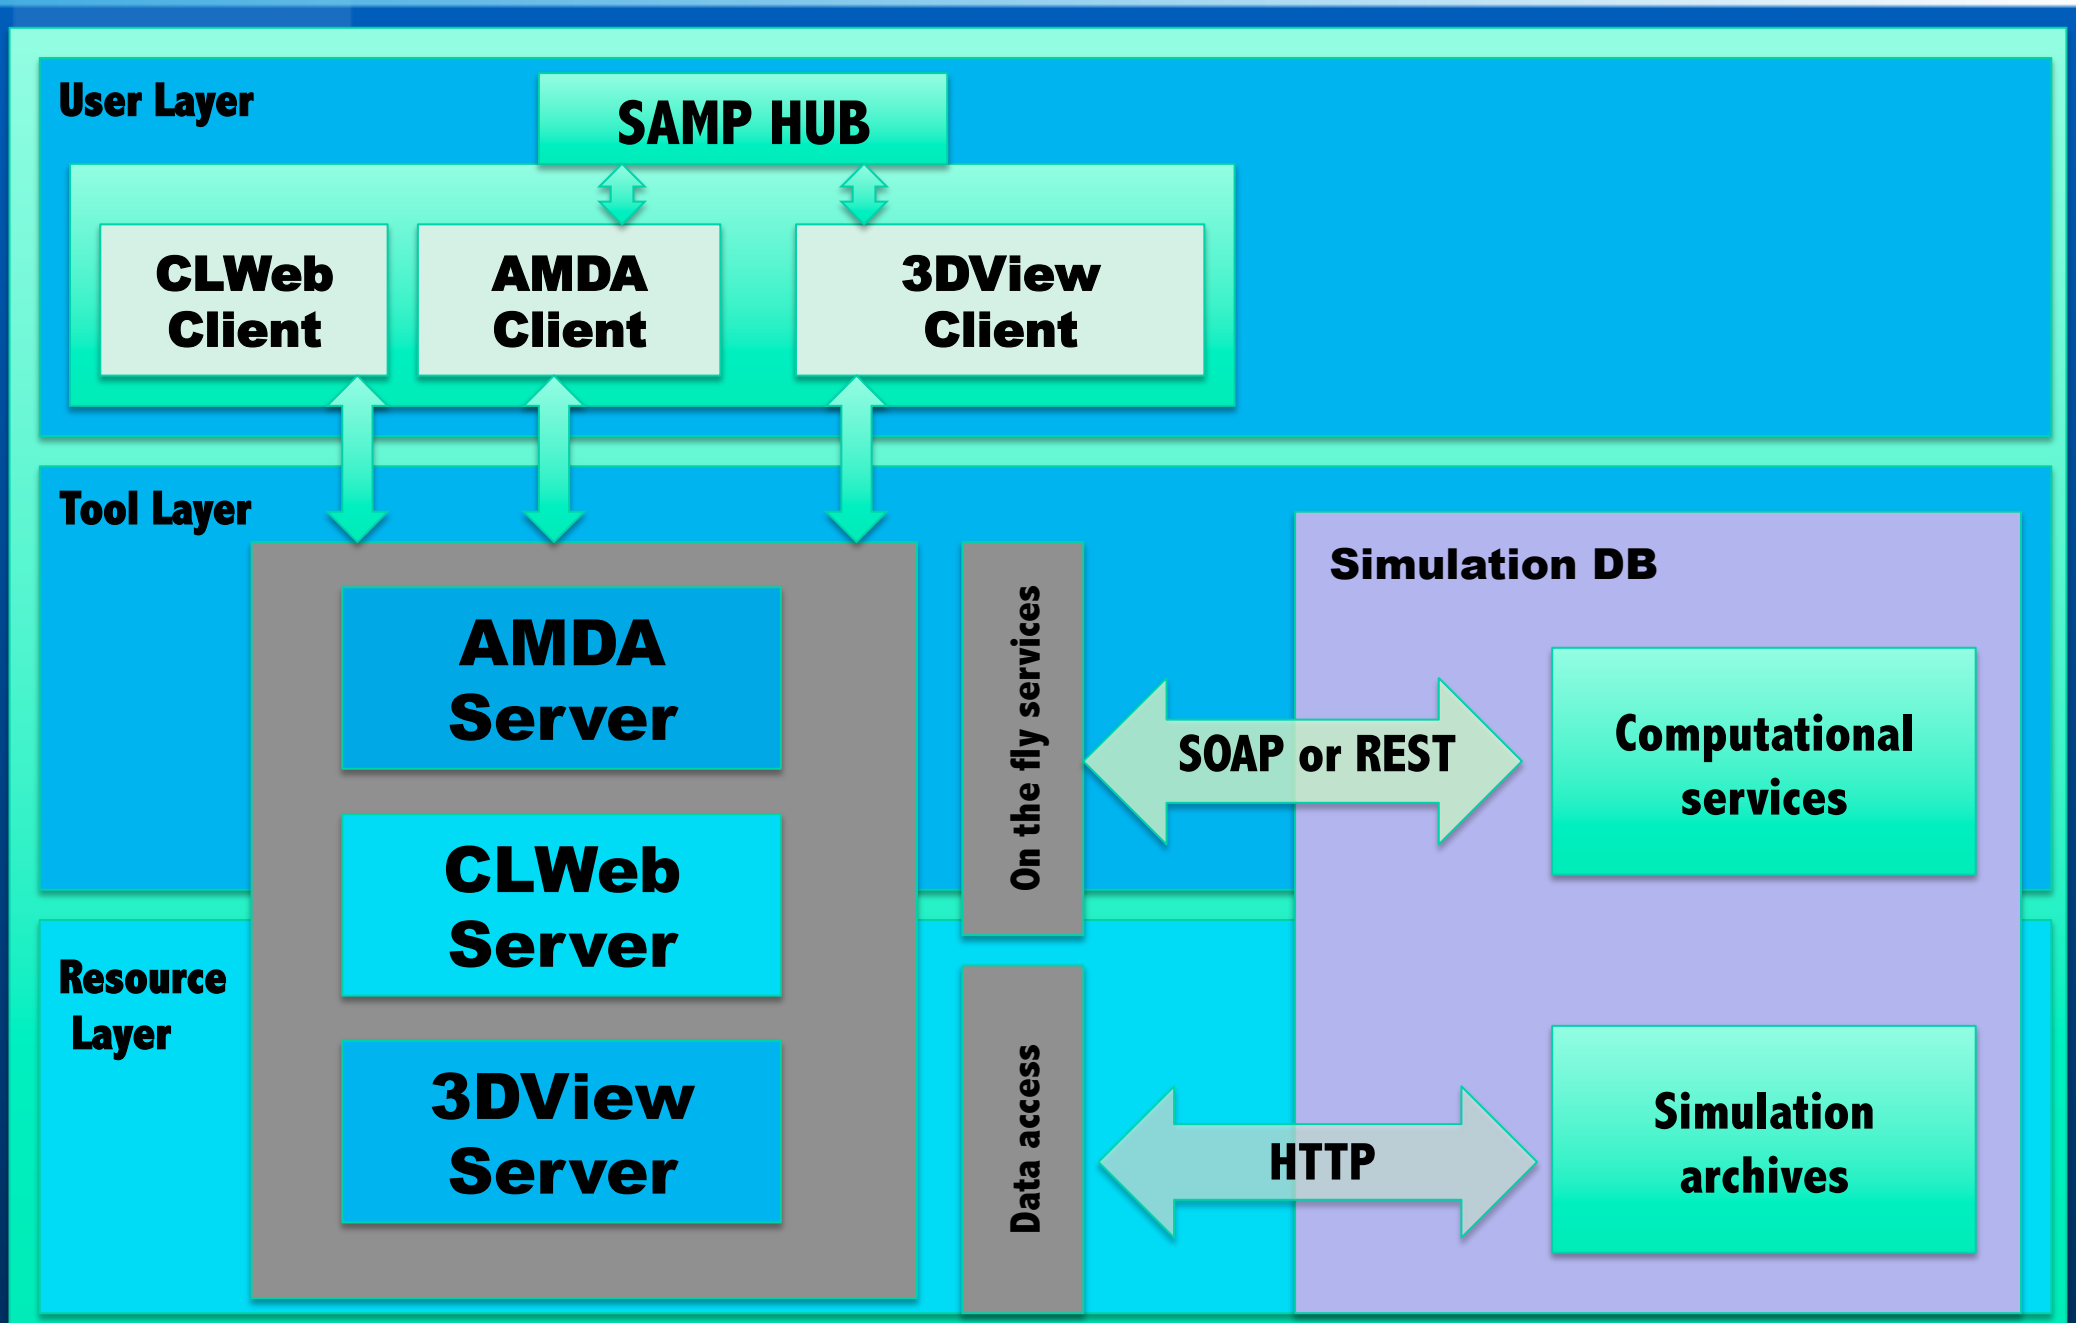 User Layer
SAMP HUB
CLWeb
Client
AMDA
Client
3DView
Client
Tool Layer
AMDA
Server
CLWeb
Server
3DView
Server
On the fly services
Data access
Simulation DB
SOAP or REST
Computational
services
Resource
Layer
HTTP
Simulation
archives